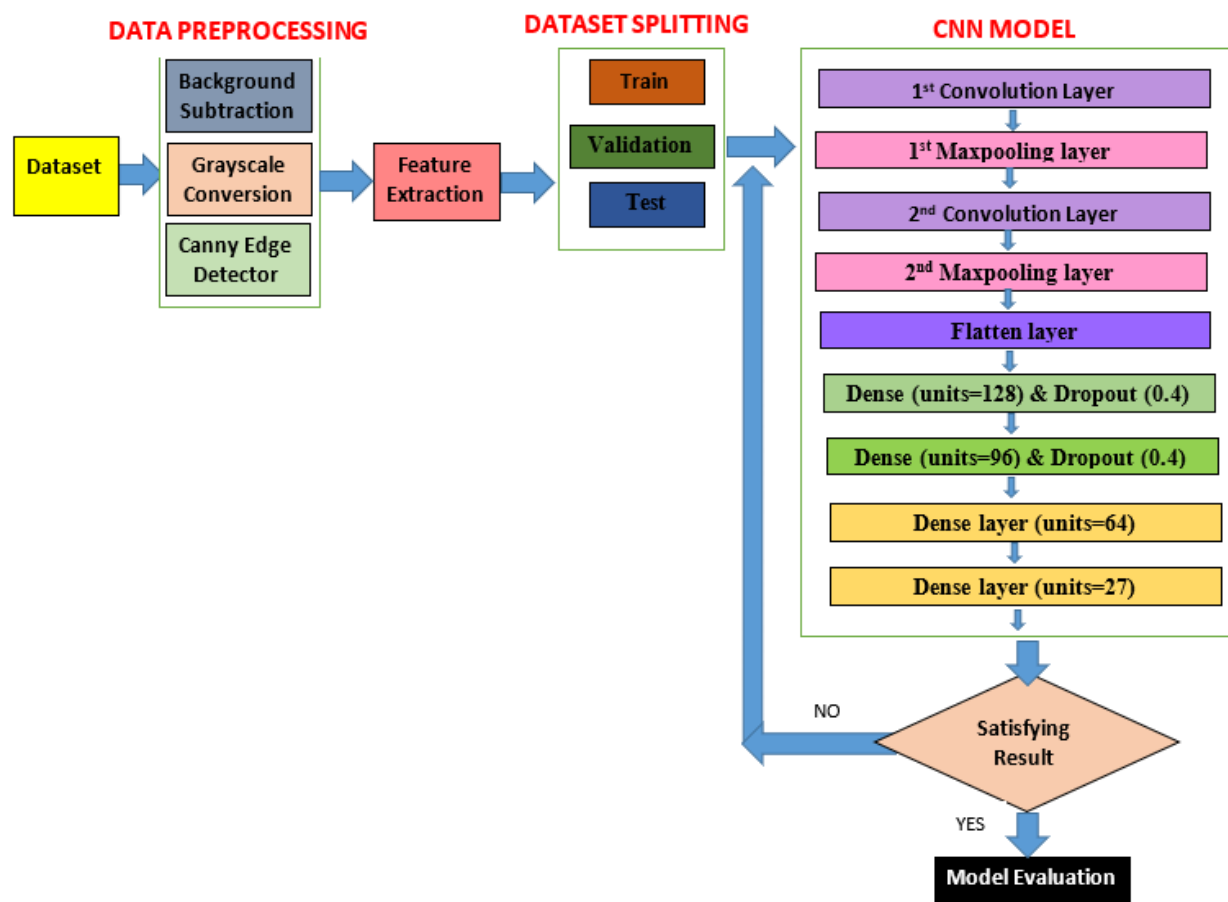 DATA PREPROCESSING
DATASET SPLITTING
CNN MODEL
Dataset
Background
Subtraction
Grayscale
Conversion
Canny Edge
Detector
Feature
Extraction
Train
Validation
Test
1st Convolution Layer
1st Maxpooling layer
2nd Convolution Layer
2nd Maxpooling layer
Flatten layer
Dense (units=128) & Dropout (0.4)
Dense (units=96) & Dropout (0.4)
Dense layer (units=64)
Dense layer (units=27)
Satisfying
Result
NO
YES
Model Evaluation